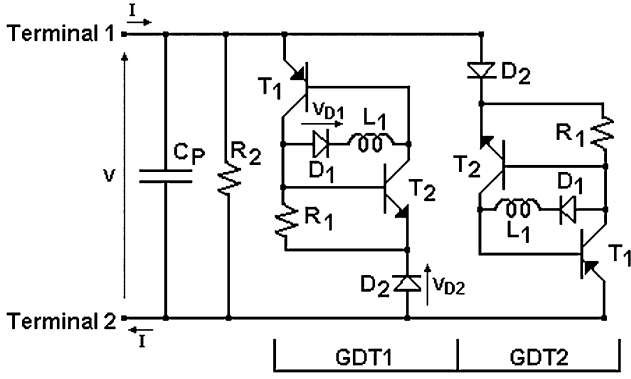 I
Terminal 1
T1
VD1
L1
D2
R1
CP
R2
D1
T2
T2
D1
V
R1
L1
T1
D2
VD2
Terminal 2
I
GDT1
GDT2